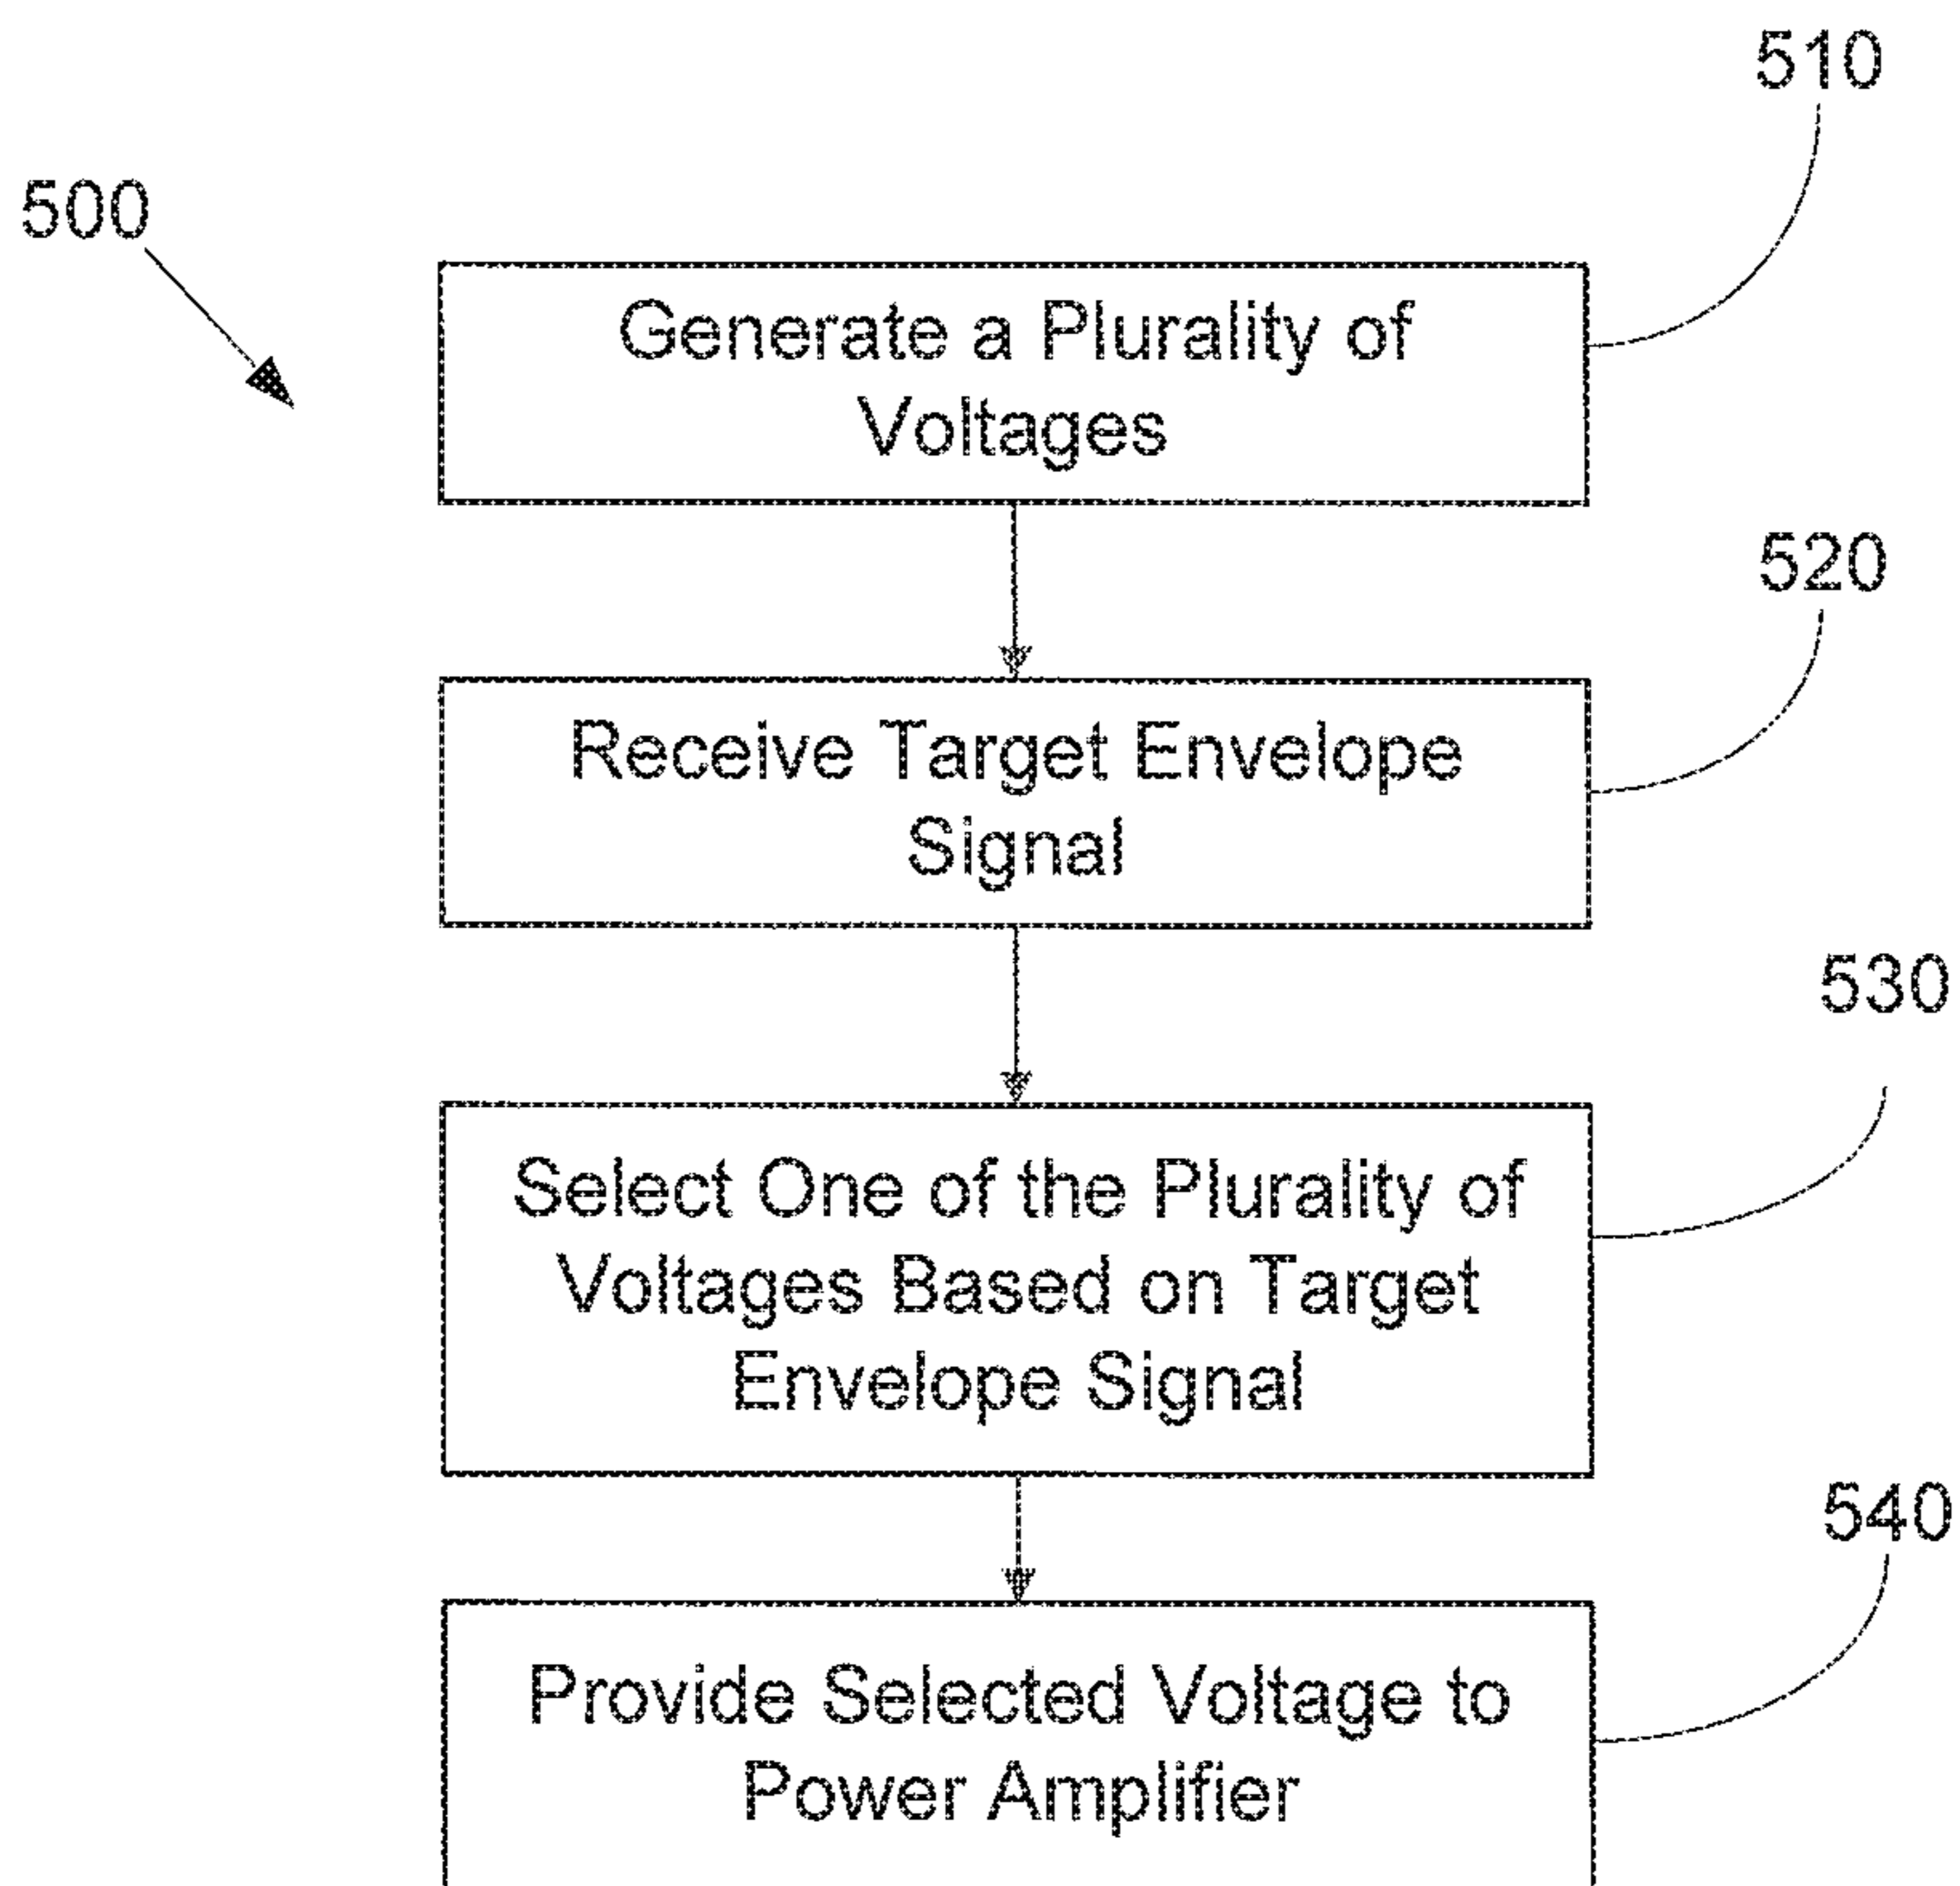 510
500
Generate a Plurality of
Voltages
520
Receive Target Envelope
Signal
530
Select One of the Plurality of
Voltages Based on Target
Envelope Signal
540
Provide Selected Voltage to
Power Amplifier